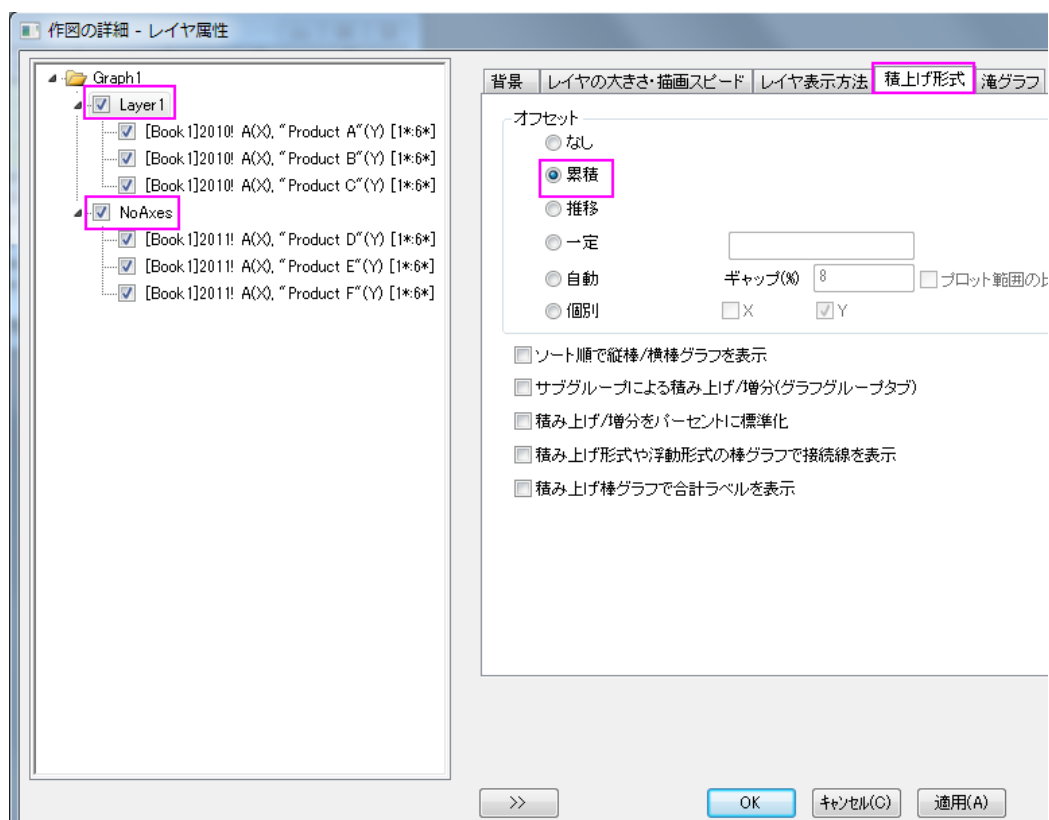 作図の詳細 - レイヤ属性
Graph1
Layer1
[Book1]2010! A(X), "Product A"(Y) [1*:6*]
[Book1]2010! A(X), "Product B"(Y) [1*:6*]
[Book1]2010! A(X), "Product C"(Y) [1*:6*]
NoAxes
[Book1]2011! A(X), "Product D"(Y) [1*:6*]
[Book1]2011! A(X), "Product E"(Y) [1*:6*]
[Book1]2011! A(X), "Product F"(Y) [1*:6*]
背景 レイヤの大きさ・描画スピード レイヤ表示方法 積上げ形式 滝グラフ
オフセット
なし
累積
推移
一定
自動 ギャップ(%) 8 プロット範囲の
個別 X Y
ソート順で縦棒/横棒グラフを表示
サブグループによる積み上げ/増分(グラフグループタブ)
積み上げ/増分をパーセントに標準化
積み上げ形式や浮動形式の棒グラフで接続線を表示
積み上げ棒グラフで合計ラベルを表示
>> OK キャンセル(C) 適用(A)